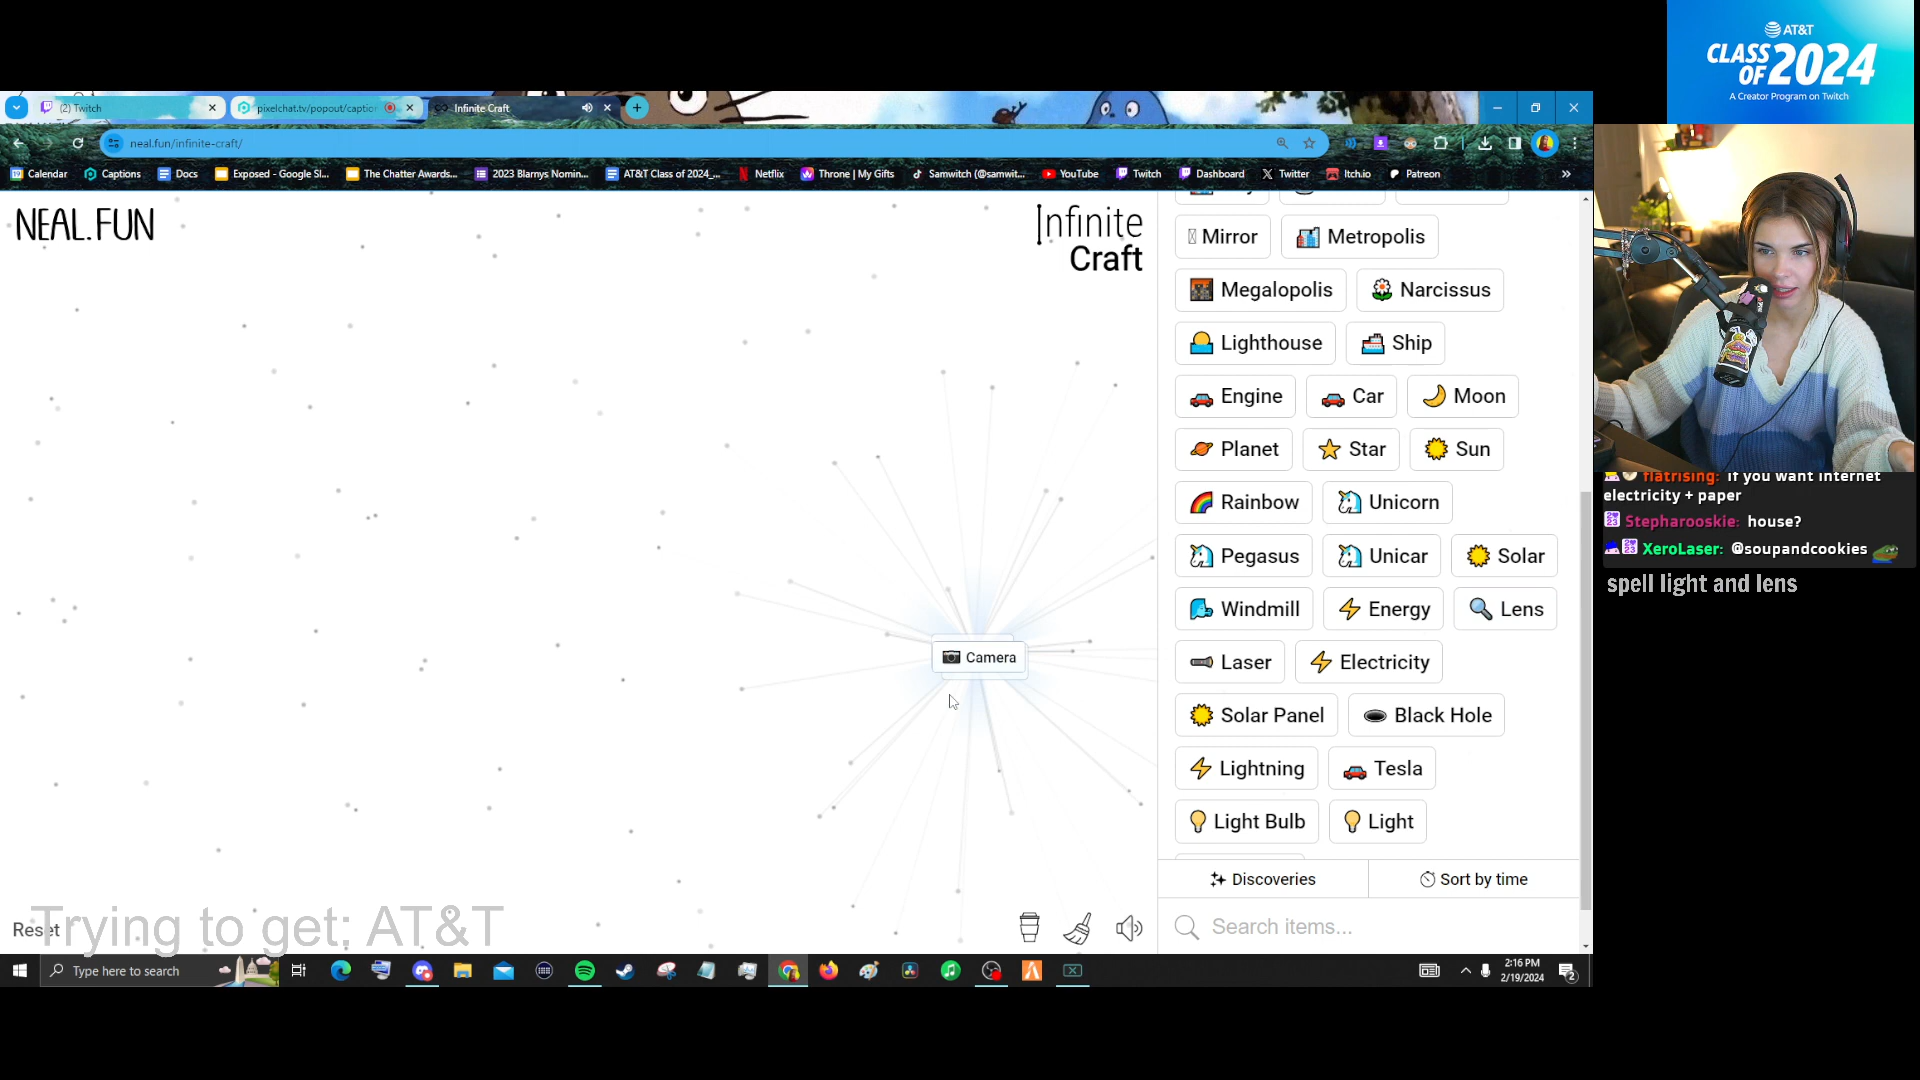 AT&T
CLASS
OF 2024
A Creator Program on Twitch
(2) Twitch
pixelchat.tv/popout/captio
Infinite Craft
neal.fun/infinite-craft/
Calendar
Captions
Docs
Exposed - Google Sl...
The Chatter Awards...
2023 Blarnys Nomin...
AT&T Class of 2024_...
Netflix
Throne | My Gifts
Samwitch (@samwit...
YouTube
Twitch
Dashboard
Twitter
Itch.io
Patreon
NEAL.FUN
Infinite
Craft
Mirror
Metropolis
Megalopolis
Narcissus
Lighthouse
Ship
Engine
Car
Moon
Planet
Star
Sun
Rainbow
Unicorn
Pegasus
Unicar
Solar
Windmill
Energy
Lens
Laser
Electricity
Solar Panel
Black Hole
Lightning
Tesla
Light Bulb
Light
Camera
Discoveries
Sort by time
Search items...
Reset
Trying to get; AT&T
flatrising: if you want internet
electricity + paper
Stepharooskie: house?
XeroLaser: @soupandcookies
spell light and lens
Type here to search
2:16 PM
2/19/2024
2